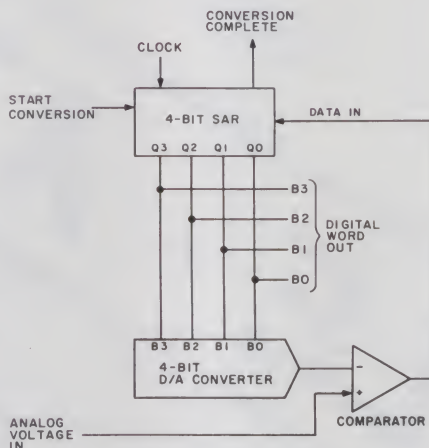 CONVERSION
COMPLETE
CLOCK
START
CONVERSION
4-BIT SAR
DATA IN
Q3 Q2 Q1 Q0
B3
B2
B1
B0
DIGITAL
WORD
OUT
B3 B2 B1 B0
4-BIT
D/A CONVERTER
-
+
COMPARATOR
ANALOG
VOLTAGE
IN